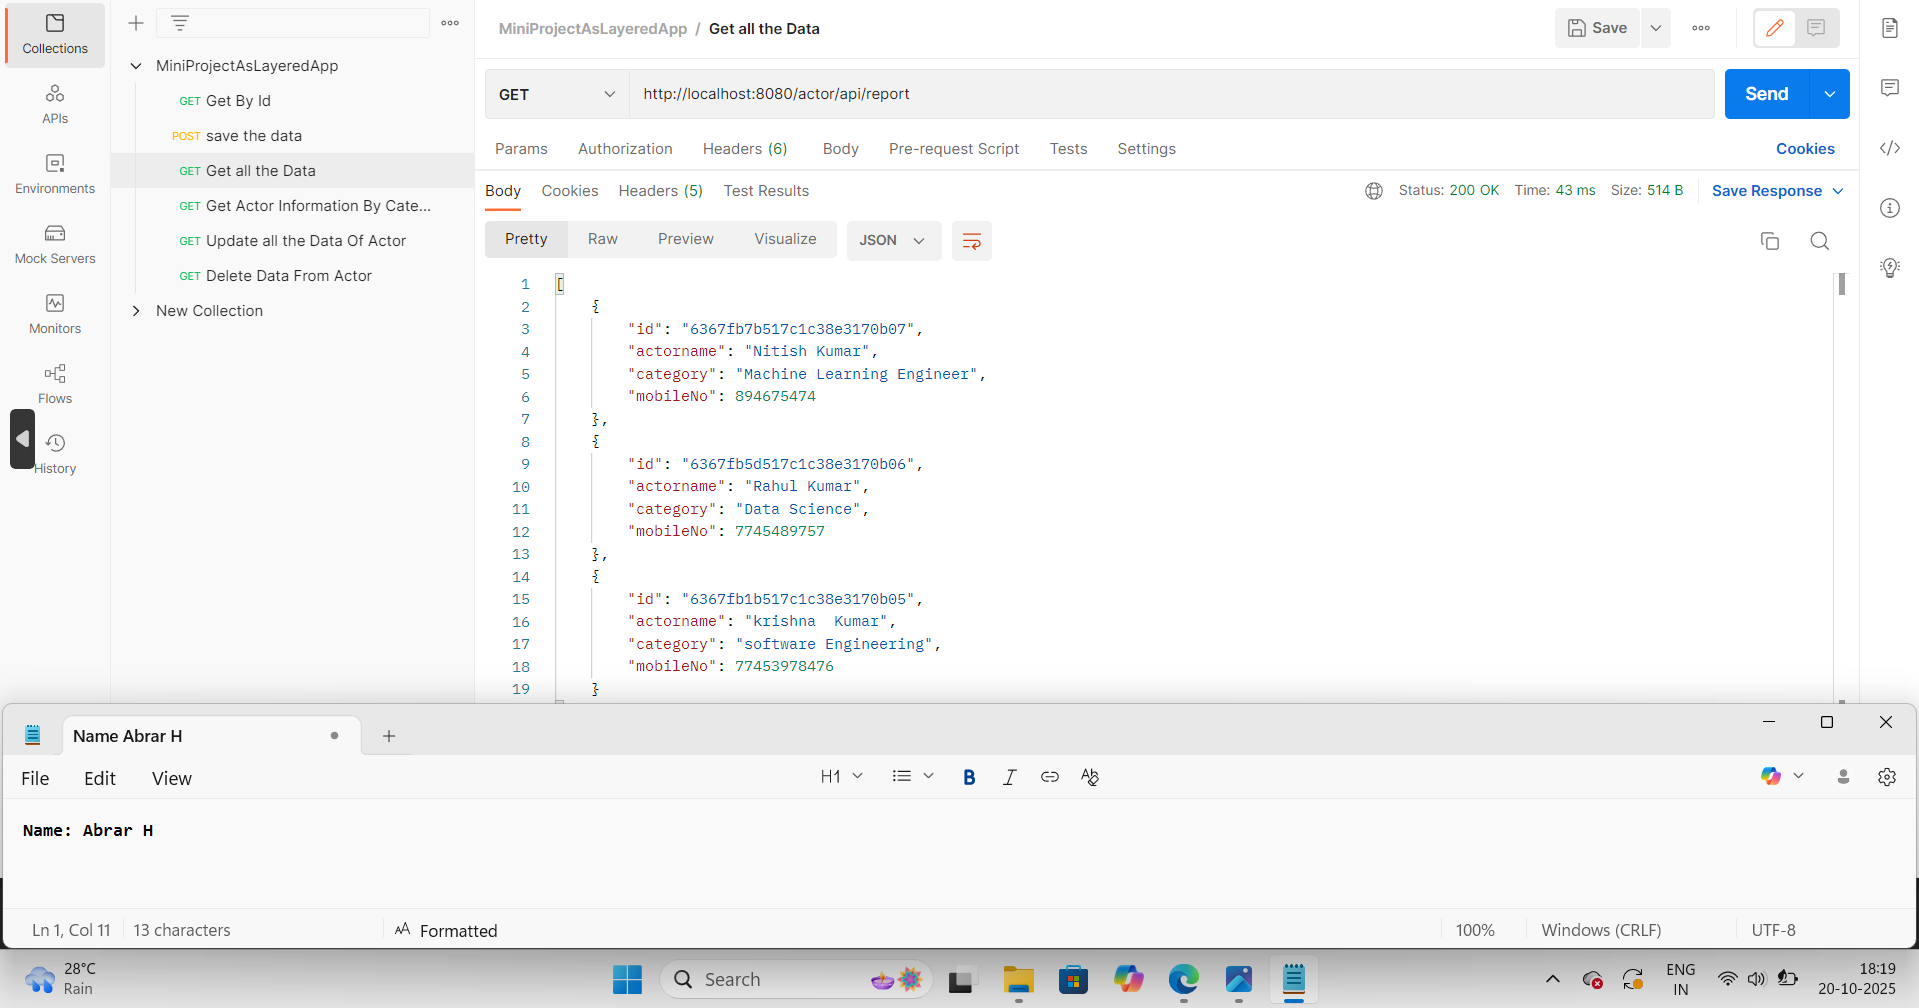 Collections
APIs
Environments
Mock Servers
Monitors
Flows
History
MiniProjectAsLayeredApp
GET Get By Id
POST save the data
GET Get all the Data
GET Get Actor Information By Cate...
GET Update all the Data Of Actor
GET Delete Data From Actor
New Collection
MiniProjectAsLayeredApp / Get all the Data
Save
GET http://localhost:8080/actor/api/report
Send
Params Authorization Headers (6) Body Pre-request Script Tests Settings Cookies
Body Cookies Headers (5) Test Results Status: 200 OK Time: 43 ms Size: 514 B Save Response
Pretty Raw Preview Visualize JSON
1 [
2 {
3 "id": "6367fb7b517c1c38e3170b07",
4 "actorname": "Nitish Kumar",
5 "category": "Machine Learning Engineer",
6 "mobileNo": 894675474
7 },
8 {
9 "id": "6367fb5d517c1c38e3170b06",
10 "actorname": "Rahul Kumar",
11 "category": "Data Science",
12 "mobileNo": 7745489757
13 },
14 {
15 "id": "6367fb1b517c1c38e3170b05",
16 "actorname": "krishna  Kumar",
17 "category": "software Engineering",
18 "mobileNo": 77453978476
19 }
Name Abrar H
File Edit View H1 B I
Name: Abrar H
Ln 1, Col 11 13 characters Formatted 100% Windows (CRLF) UTF-8
28°C
Rain
Search
ENG
IN
18:19
20-10-2025